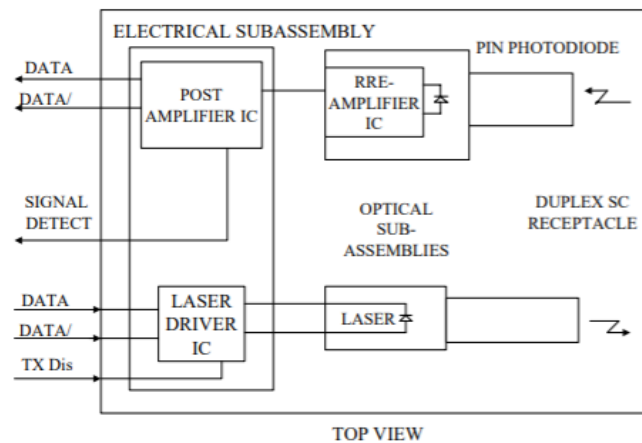 ELECTRICAL SUBASSEMBLY
DATA
DATA/
POST
AMPLIFIER IC
RRE-
AMPLIFIER
IC
PIN PHOTODIODE
SIGNAL
DETECT
OPTICAL
SUB-
ASSEMBLIES
DUPLEX SC
RECEPTACLE
DATA
DATA/
TX Dis
LASER
DRIVER
IC
LASER
TOP VIEW